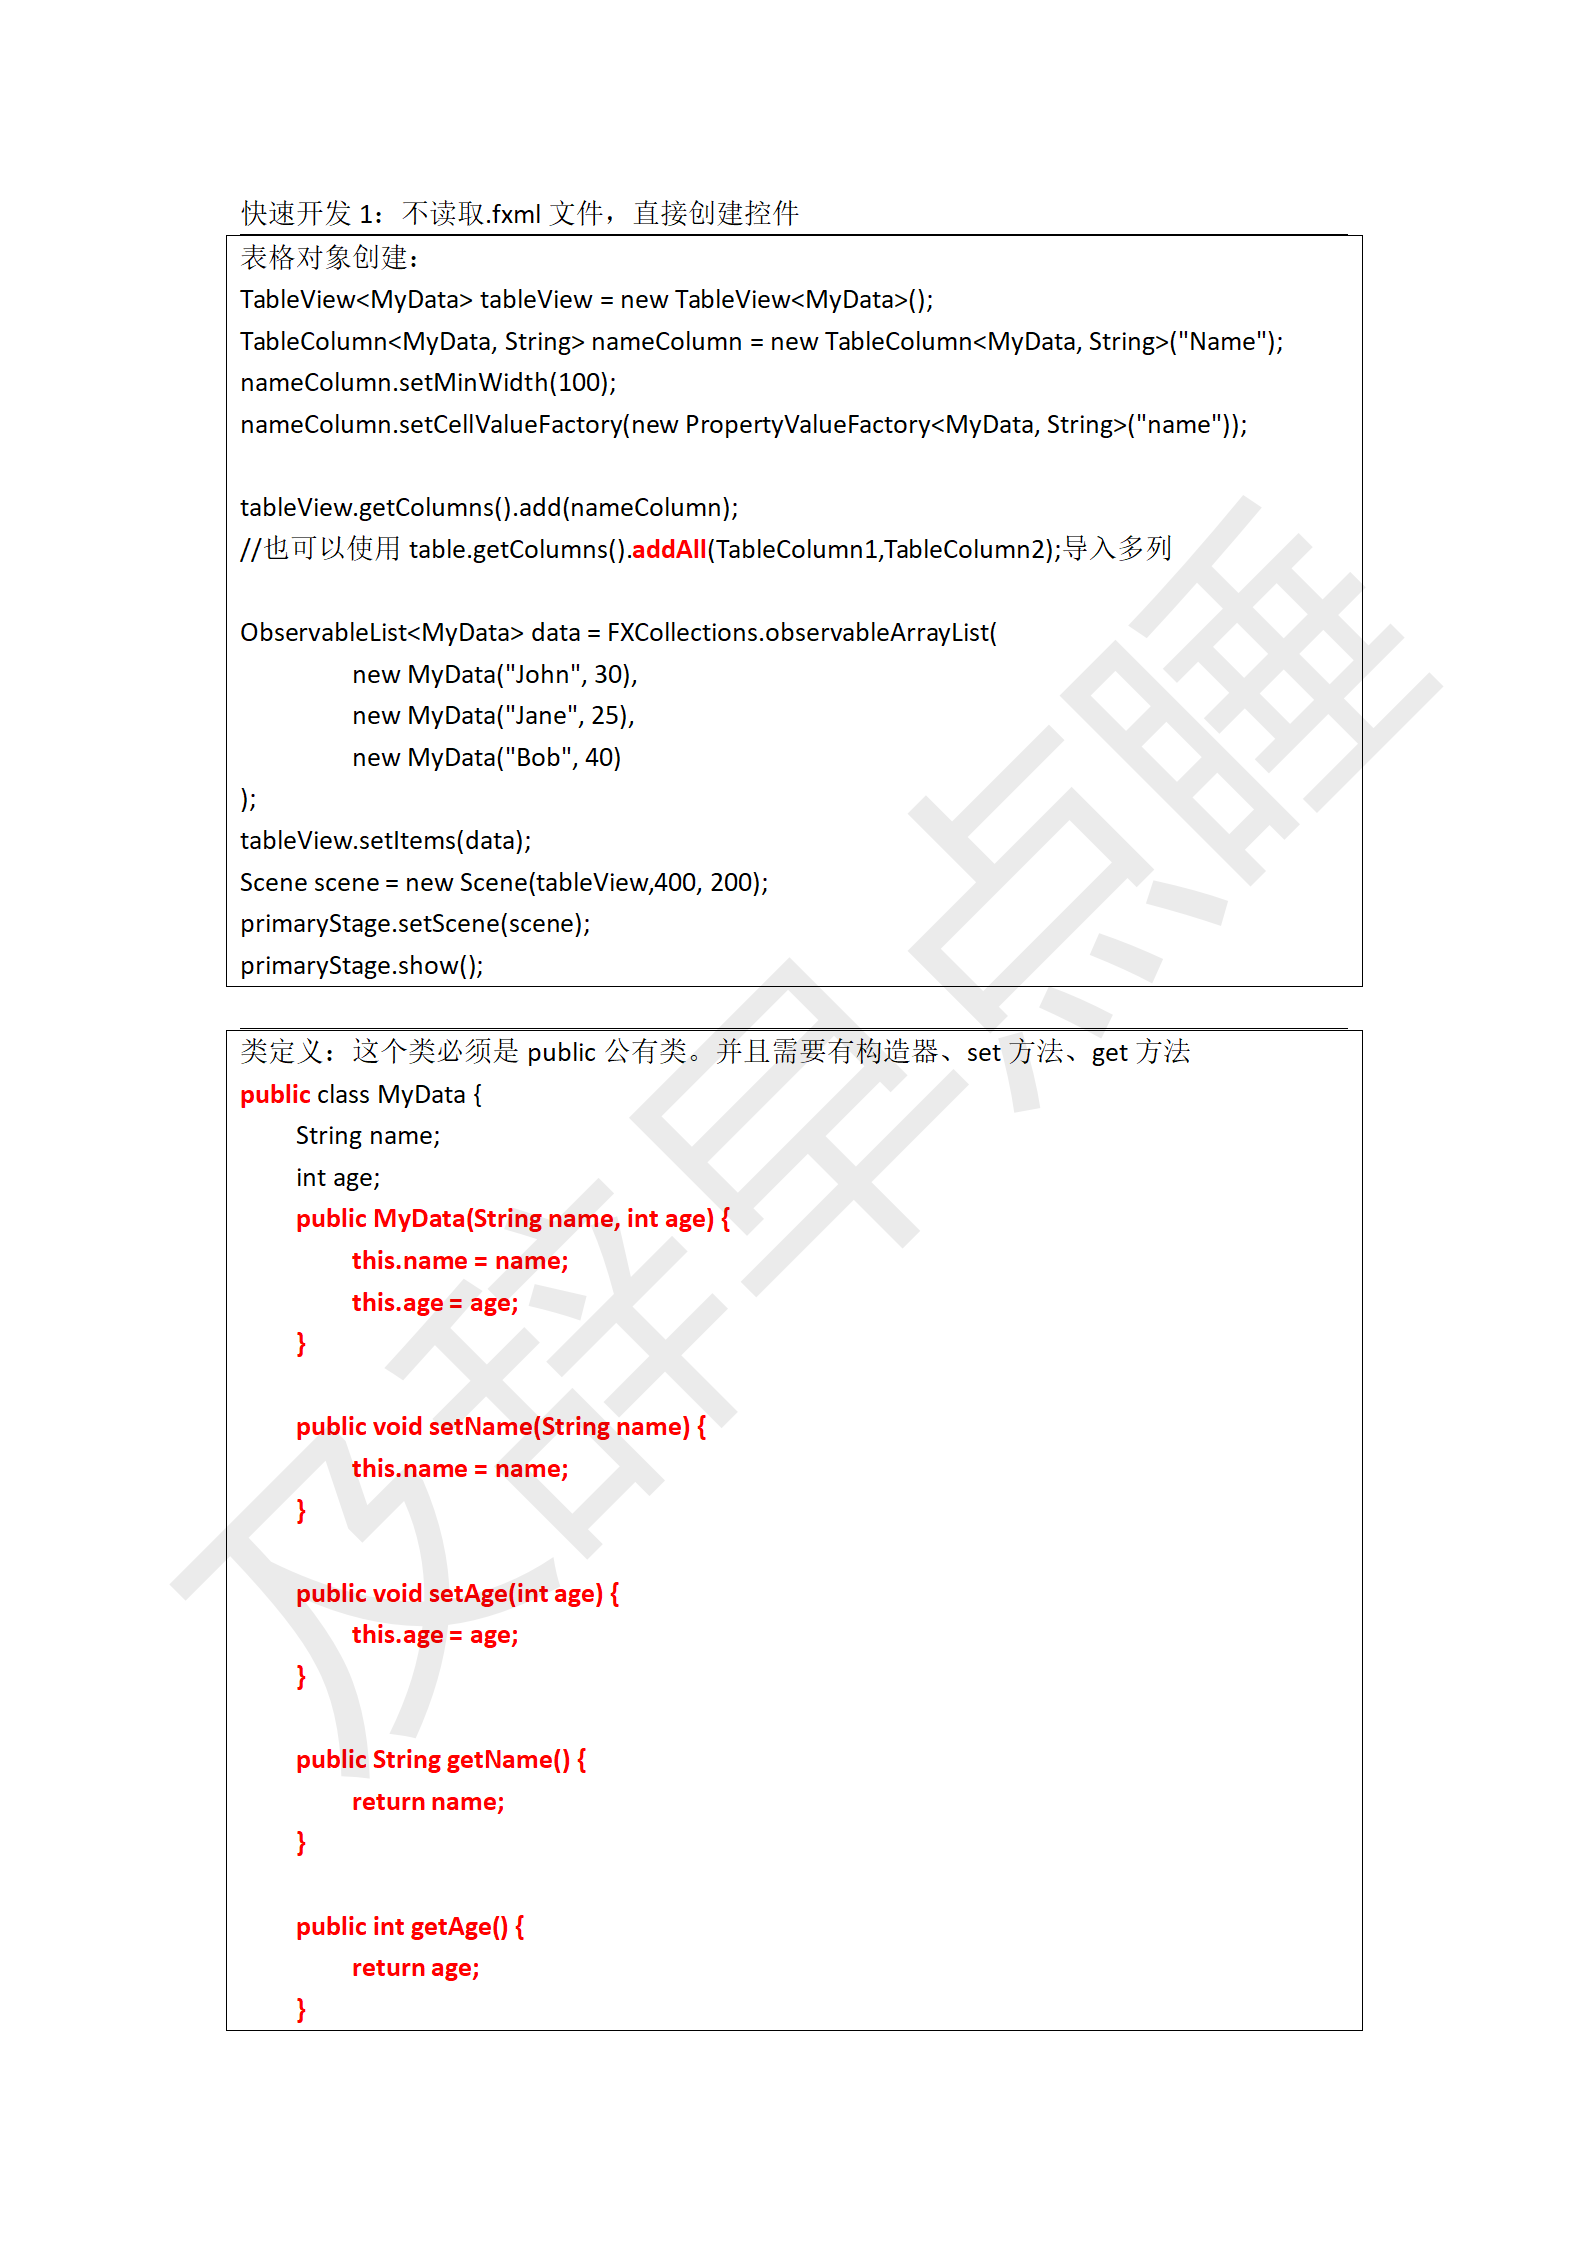 快速开发 1：不读取.fxml 文件，直接创建控件
表格对象创建：
TableView<MyData> tableView = new TableView<MyData>();
TableColumn<MyData, String> nameColumn = new TableColumn<MyData, String>("Name");
nameColumn.setMinWidth(100);
nameColumn.setCellValueFactory(new PropertyValueFactory<MyData, String>("name"));
tableView.getColumns().add(nameColumn);
//也可以使用 table.getColumns().addAll(TableColumn1,TableColumn2);导入多列
ObservableList<MyData> data = FXCollections.observableArrayList(
new MyData("John", 30),
new MyData("Jane", 25),
new MyData("Bob", 40)
);
tableView.setItems(data);
Scene scene = new Scene(tableView,400, 200);
primaryStage.setScene(scene);
primaryStage.show();
类定义：这个类必须是 public 公有类。并且需要有构造器、set 方法、get 方法
public class MyData {
String name;
int age;
public MyData(String name, int age) {
this.name = name;
this.age = age;
}
public void setName(String name) {
this.name = name;
}
public void setAge(int age) {
this.age = age;
}
public String getName() {
return name;
}
public int getAge() {
return age;
}
及辞早点睡